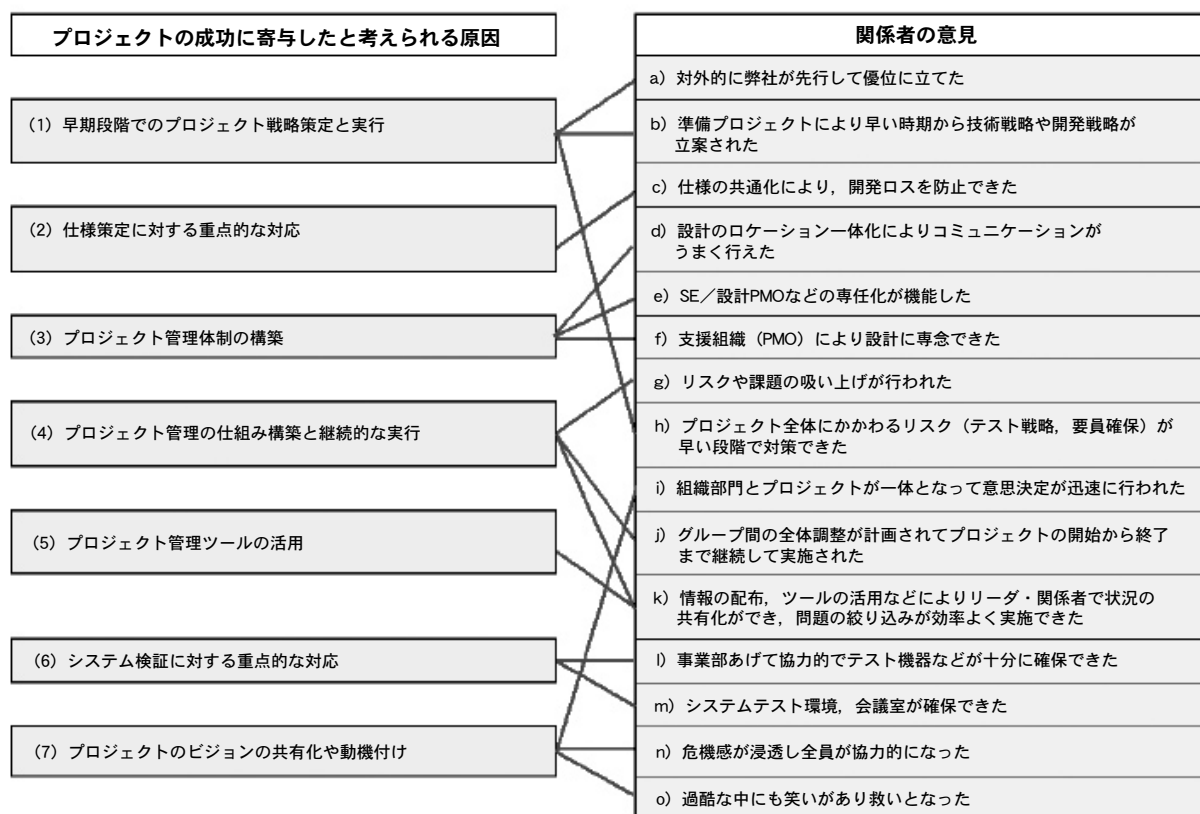 プロジェクトの成功に寄与したと考えられる原因
(1) 早期段階でのプロジェクト戦略策定と実行
(2) 仕様策定に対する重点的な対応
(3) プロジェクト管理体制の構築
(4) プロジェクト管理の仕組み構築と継続的な実行
(5) プロジェクト管理ツールの活用
(6) システム検証に対する重点的な対応
(7) プロジェクトのビジョンの共有化や動機付け
関係者の意見
a) 対外的に弊社が先行して優位に立てた
b) 準備プロジェクトにより早い時期から技術戦略や開発戦略が
立案された
c) 仕様の共通化により，開発ロスを防止できた
d) 設計のロケーション一体化によりコミュニケーションが
うまく行えた
e) SE／設計PMOなどの専任化が機能した
f) 支援組織（PMO）により設計に専念できた
g) リスクや課題の吸い上げが行われた
h) プロジェクト全体にかかわるリスク（テスト戦略，要員確保）が
早い段階で対策できた
i) 組織部門とプロジェクトが一体となって意思決定が迅速に行われた
j) グループ間の全体調整が計画されてプロジェクトの開始から終了
まで継続して実施された
k) 情報の配布，ツールの活用などによりリーダ・関係者で状況の
共有化ができ，問題の絞り込みが効率よく実施できた
l) 事業部あげて協力的でテスト機器などが十分に確保できた
m) システムテスト環境，会議室が確保できた
n) 危機感が浸透し全員が協力的になった
o) 過酷な中にも笑いがあり救いとなった